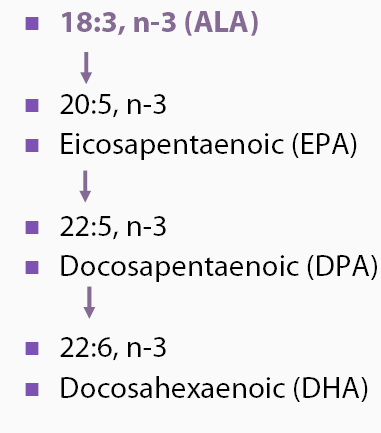 18:3, n-3 (ALA)
20:5, n-3
Eicosapentaenoic (EPA)
22:5, n-3
Docosapentaenoic (DPA)
22:6, n-3
Docosahexaenoic (DHA)